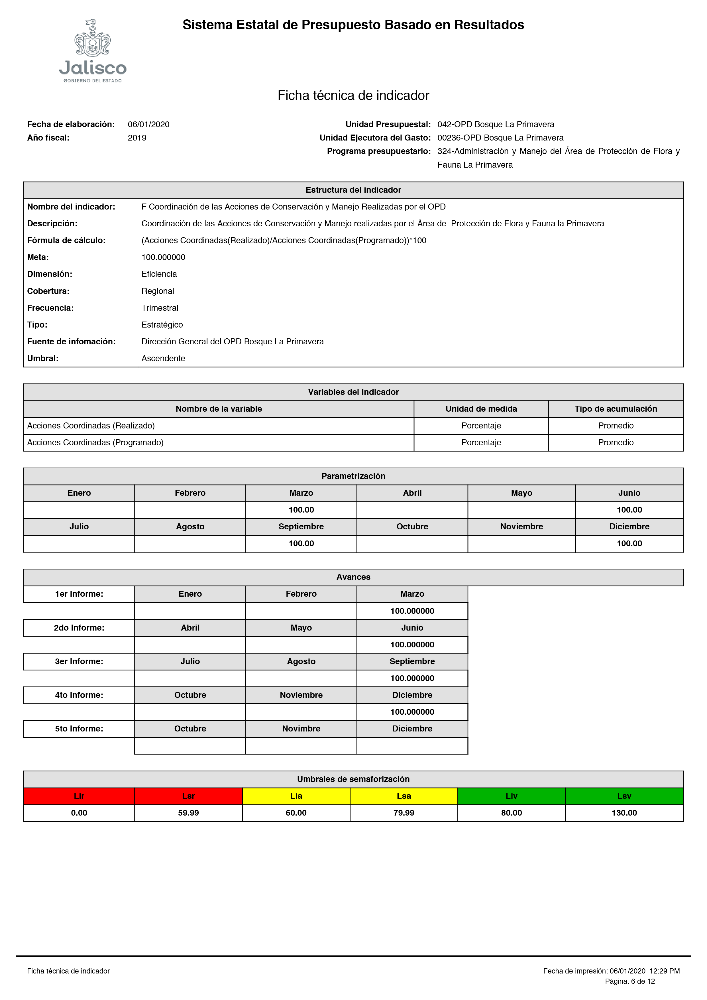 Sistema Estatal de Presupuesto Basado en Resultados
Jalisco
GOBIERNO DEL ESTADO
Ficha técnica de indicador
Fecha de elaboración: 06/01/2020 Unidad Presupuestal: 042-OPD Bosque La Primavera
Año fiscal: 2019 Unidad Ejecutora del Gasto: 00236-OPD Bosque La Primavera
Programa presupuestario: 324-Administración y Manejo del Área de Protección de Flora y
Fauna La Primavera
Estructura del indicador
Nombre del indicador: F Coordinación de las Acciones de Conservación y Manejo Realizadas por el OPD
Descripción: Coordinación de las Acciones de Conservación y Manejo realizadas por el Área de  Protección de Flora y Fauna la Primavera
Fórmula de cálculo: (Acciones Coordinadas(Realizado)/Acciones Coordinadas(Programado))*100
Meta: 100.000000
Dimensión: Eficiencia
Cobertura: Regional
Frecuencia: Trimestral
Tipo: Estratégico
Fuente de infomación: Dirección General del OPD Bosque La Primavera
Umbral: Ascendente
Variables del indicador
Nombre de la variable Unidad de medida Tipo de acumulación
Acciones Coordinadas (Realizado) Porcentaje Promedio
Acciones Coordinadas (Programado) Porcentaje Promedio
Parametrización
Enero Febrero Marzo Abril Mayo Junio
100.00 100.00
Julio Agosto Septiembre Octubre Noviembre Diciembre
100.00 100.00
Avances
1er Informe: Enero Febrero Marzo
100.000000
2do Informe: Abril Mayo Junio
100.000000
3er Informe: Julio Agosto Septiembre
100.000000
4to Informe: Octubre Noviembre Diciembre
100.000000
5to Informe: Octubre Novimbre Diciembre
Umbrales de semaforización
Lir Lsr Lia Lsa Liv Lsv
0.00 59.99 60.00 79.99 80.00 130.00
Ficha técnica de indicador Fecha de impresión: 06/01/2020  12:29 PM
Página: 6 de 12